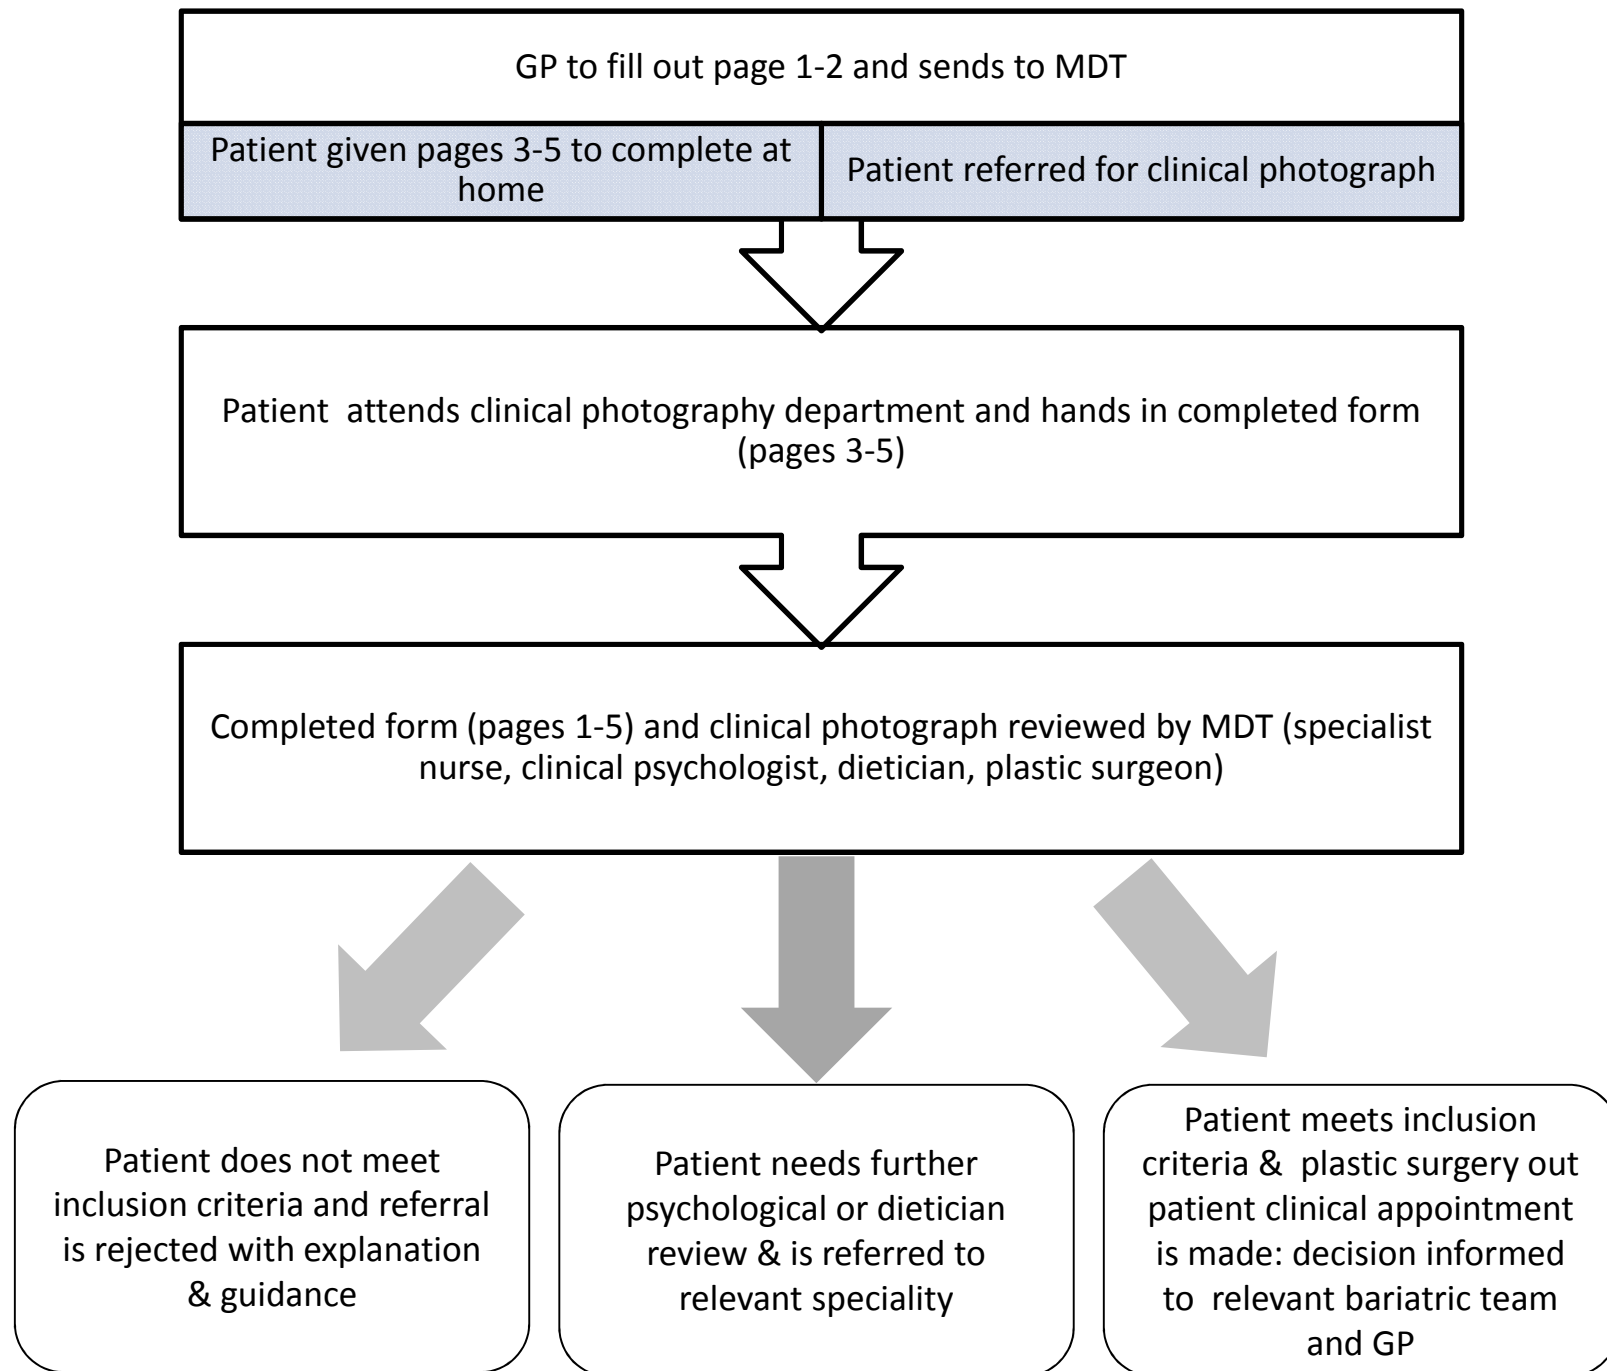 GP to fill out page 1-2 and sends to MDT
Patient given pages 3-5 to complete at
home
Patient referred for clinical photograph
Patient attends clinical photography department and hands in completed form
(pages 3-5)
Completed form (pages 1-5) and clinical photograph reviewed by MDT (specialist
nurse, clinical psychologist, dietician, plastic surgeon)
Patient does not meet
inclusion criteria and referral
is rejected with explanation
& guidance
Patient needs further
psychological or dietician
review & is referred to
relevant speciality
Patient meets inclusion
criteria & plastic surgery out
patient clinical appointment
is made: decision informed
to relevant bariatric team
and GP